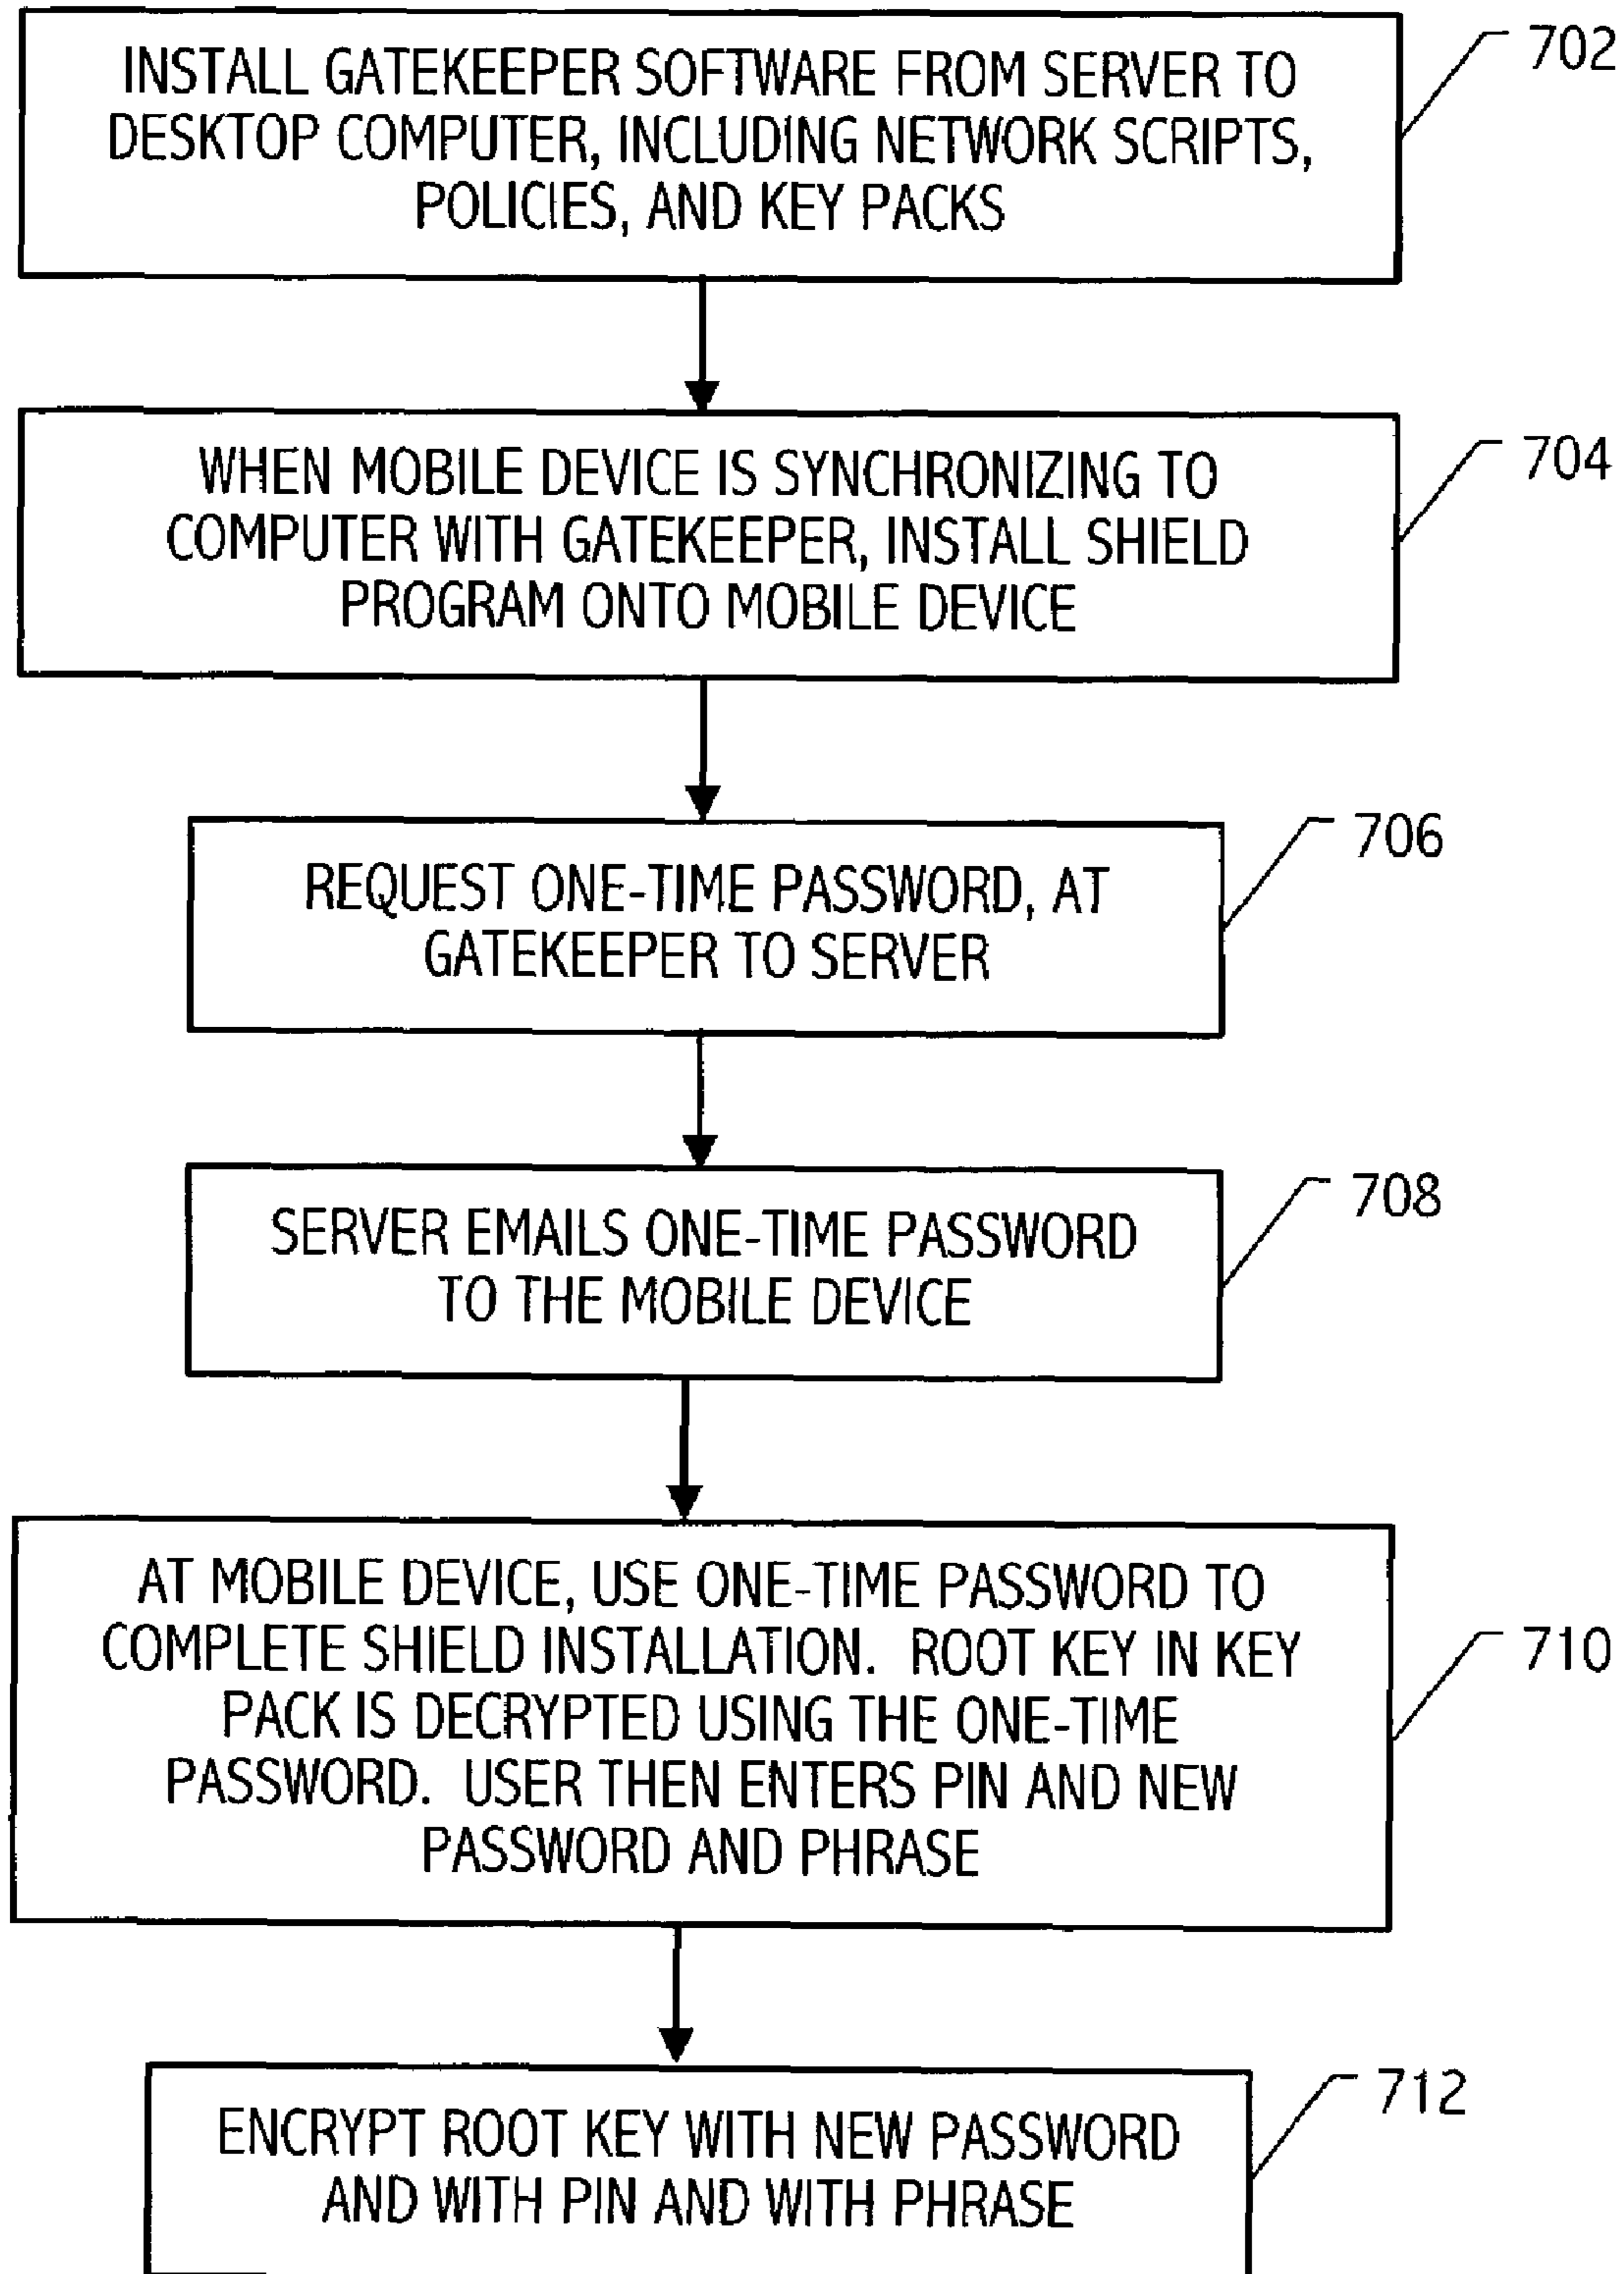 INSTALL GATEKEEPER SOFTWARE FROM SERVER TO
DESKTOP COMPUTER, INCLUDING NETWORK SCRIPTS,
POLICIES, AND KEY PACKS
702
WHEN MOBILE DEVICE IS SYNCHRONIZING TO
COMPUTER WITH GATEKEEPER, INSTALL SHIELD
PROGRAM ONTO MOBILE DEVICE
704
REQUEST ONE-TIME PASSWORD, AT
GATEKEEPER TO SERVER
706
SERVER EMAILS ONE-TIME PASSWORD
TO THE MOBILE DEVICE
708
AT MOBILE DEVICE, USE ONE-TIME PASSWORD TO
COMPLETE SHIELD INSTALLATION. ROOT KEY IN KEY
PACK IS DECRYPTED USING THE ONE-TIME
PASSWORD. USER THEN ENTERS PIN AND NEW
PASSWORD AND PHRASE
710
ENCRYPT ROOT KEY WITH NEW PASSWORD
AND WITH PIN AND WITH PHRASE
712